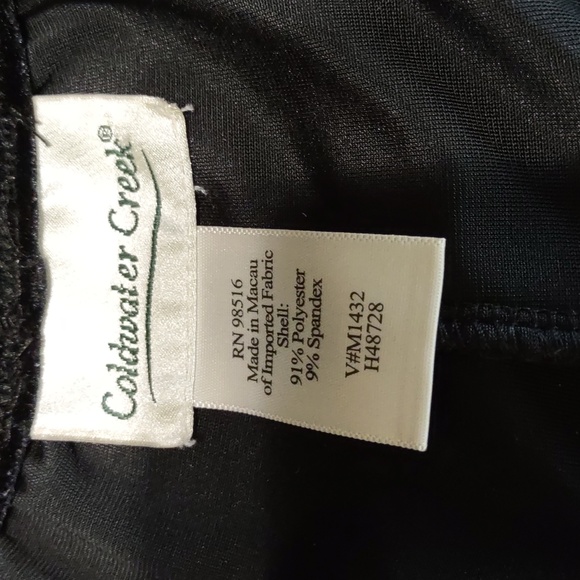 Coldwater Creek®
RN 98516
Made in Macau
of Imported Fabric
Shell:
91% Polyester
9% Spandex
V#M1432
H48728